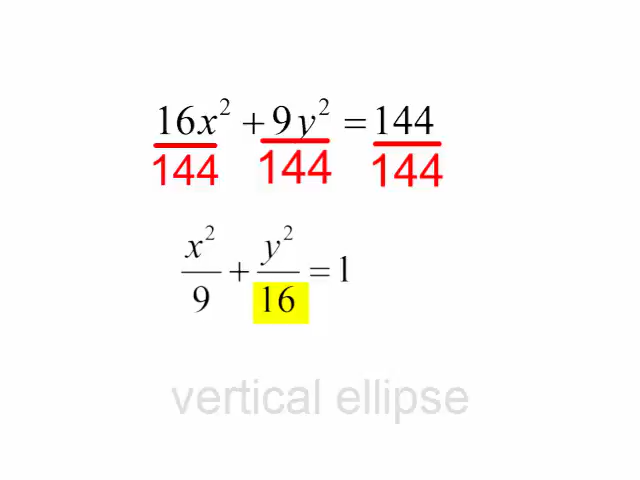 16x² + 9y² = 144
144 144 144
x²/9 + y²/16 = 1
vertical ellipse